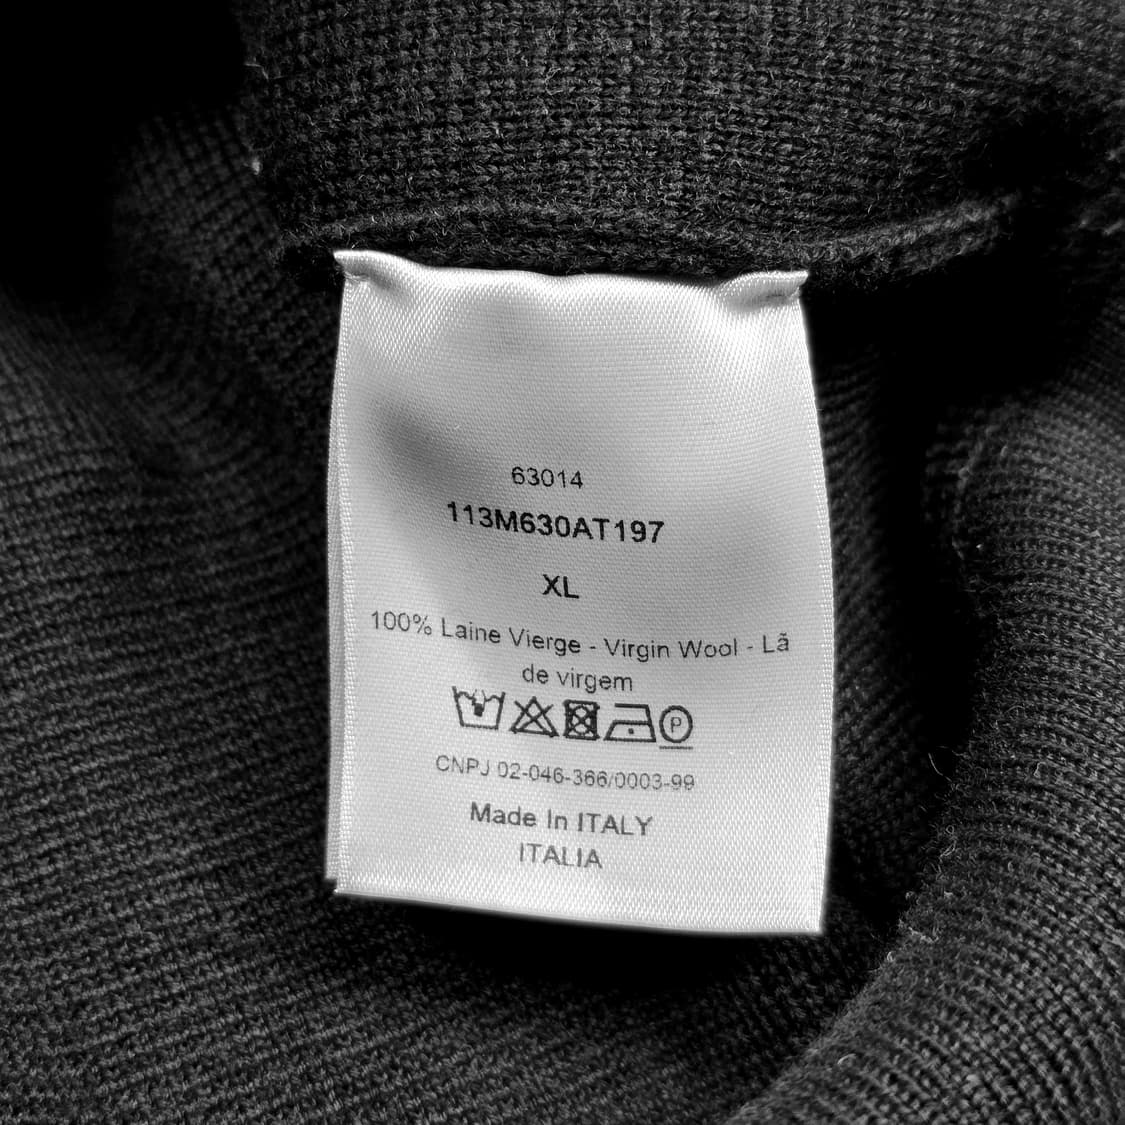 63014
113M630AT197
XL
100% Laine Vierge - Virgin Wool - Lã
de virgem
P
CNPJ 02-046-366/0003-99
Made In ITALY
ITALIA